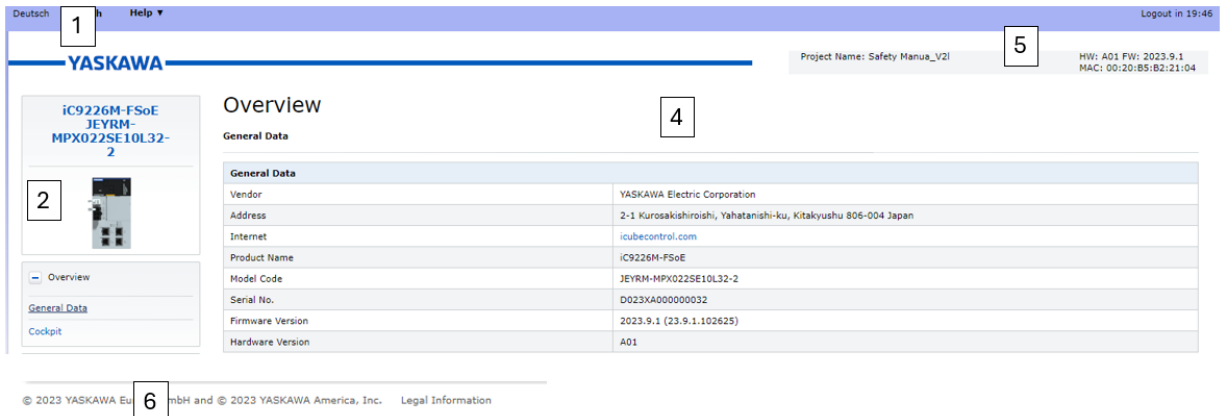 Deutsch h Help ▼ Logout in 19:46
1
YASKAWA
Project Name: Safety Manua_V2l
5
HW: A01 FW: 2023.9.1
MAC: 00:20:B5:B2:21:04
iC9226M-FSoE
JEYRM-
MPX022SE10L32-
2
2
Overview
General Data
Cockpit
Overview
4
General Data
General Data
Vendor YASKAWA Electric Corporation
Address 2-1 Kurosakishiroishi, Yahatanishi-ku, Kitakyushu 806-004 Japan
Internet icubecontrol.com
Product Name iC9226M-FSoE
Model Code JEYRM-MPX022SE10L32-2
Serial No. D023XA000000032
Firmware Version 2023.9.1 (23.9.1.102625)
Hardware Version A01
© 2023 YASKAWA Eu 6 mbH and © 2023 YASKAWA America, Inc. Legal Information